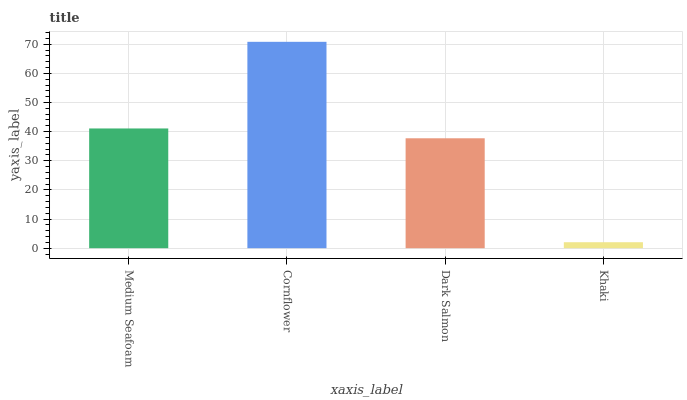 title
yaxis_label
70
60
50
40
30
20
10
0
Medium Seafoam
Cornflower
Dark Salmon
Khaki
xaxis_label